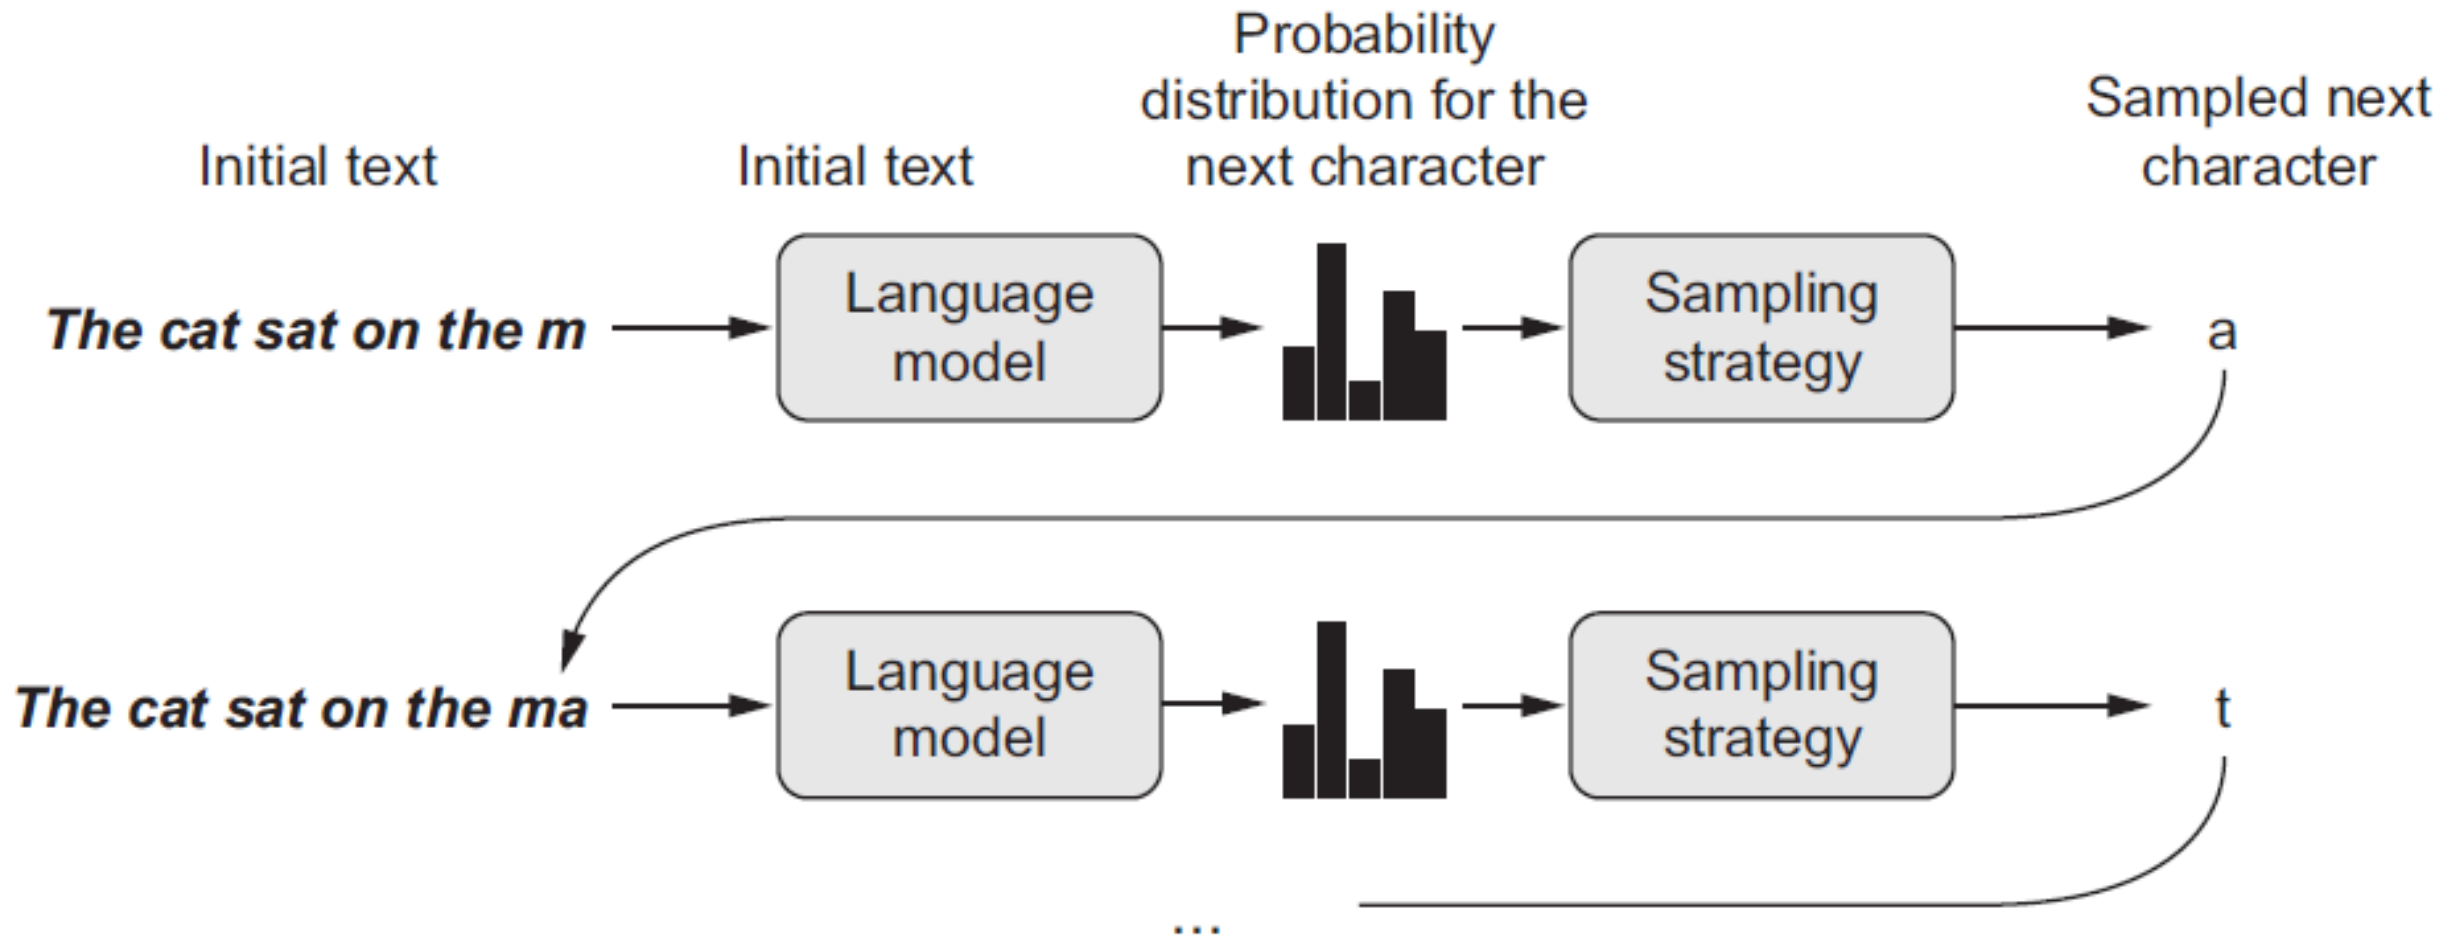 Initial text
Initial text
Probability
distribution for the
next character
Sampled next
character
The cat sat on the m
Language
model
Sampling
strategy
a
The cat sat on the ma
Language
model
Sampling
strategy
t
...